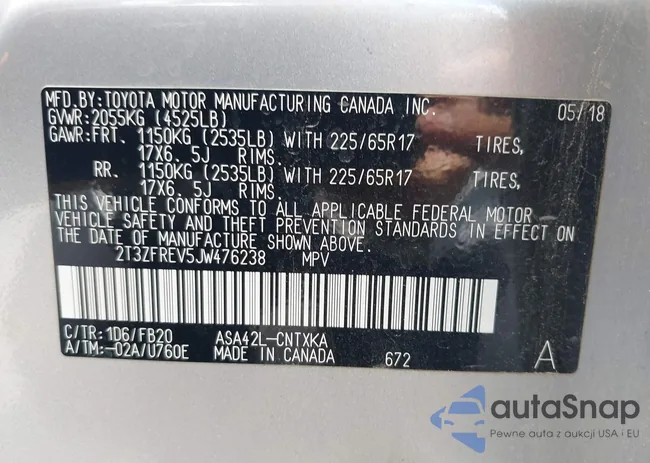 MFD.BY:TOYOTA MOTOR MANUFACTURING CANADA INC. 05/18
GVWR:2055KG (4525LB)
GAWR:FRT. 1150KG (2535LB) WITH 225/65R17 TIRES,
17X6. 5J RIMS.
RR. 1150KG (2535LB) WITH 225/65R17 TIRES,
17X6. 5J RIMS.
THIS VEHICLE CONFORMS TO ALL APPLICABLE FEDERAL MOTOR
VEHICLE SAFETY AND THEFT PREVENTION STANDARDS IN EFFECT ON
THE DATE OF MANUFACTURE SHOWN ABOVE.
2T3ZFREV5JW476238 MPV
C/TR:1D6/FB20 ASA42L-CNTXKA
A/TM:-02A/U760E MADE IN CANADA 672 A
autoSnap
Pewne auta z aukcji USA i EU